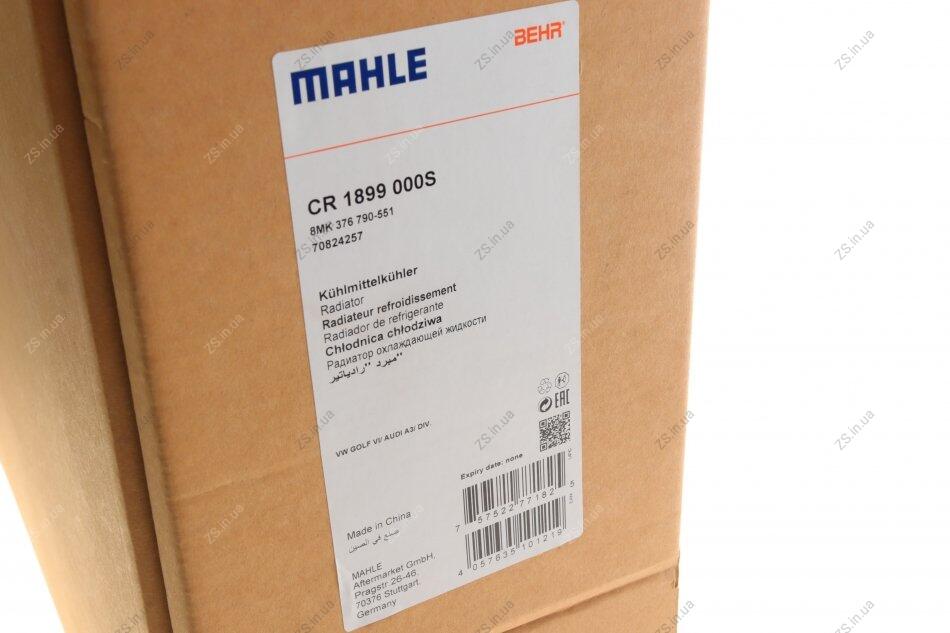 MAHLE
BEHR®
CR 1899 000S
8MK 376 790-551
70824257
Kühlmittelkühler
Radiator
Radiateur refroidissement
Radiador de refrigerante
Chłodnica chłodziwa
Радиатор охлаждающей жидкости
"مبرد "رادياتير
EAC
VW GOLF VI/ AUDI A3/ DIV.
Expiry date: none
UPC
7 57522 77182 5
EAN
4 057635 101219
Made in China
صنع في الصين
MAHLE
Aftermarket GmbH,
Pragstr 26-46,
70376 Stuttgart,
Germany
ZS.in.ua